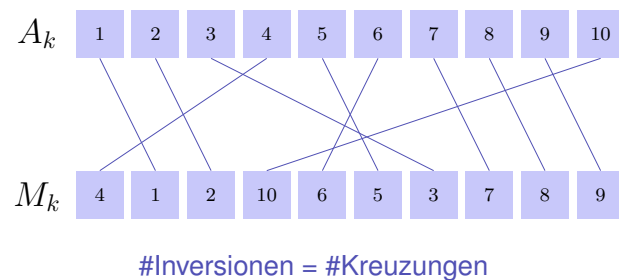 A_k 1 2 3 4 5 6 7 8 9 10
M_k 4 1 2 10 6 5 3 7 8 9
#Inversionen = #Kreuzungen